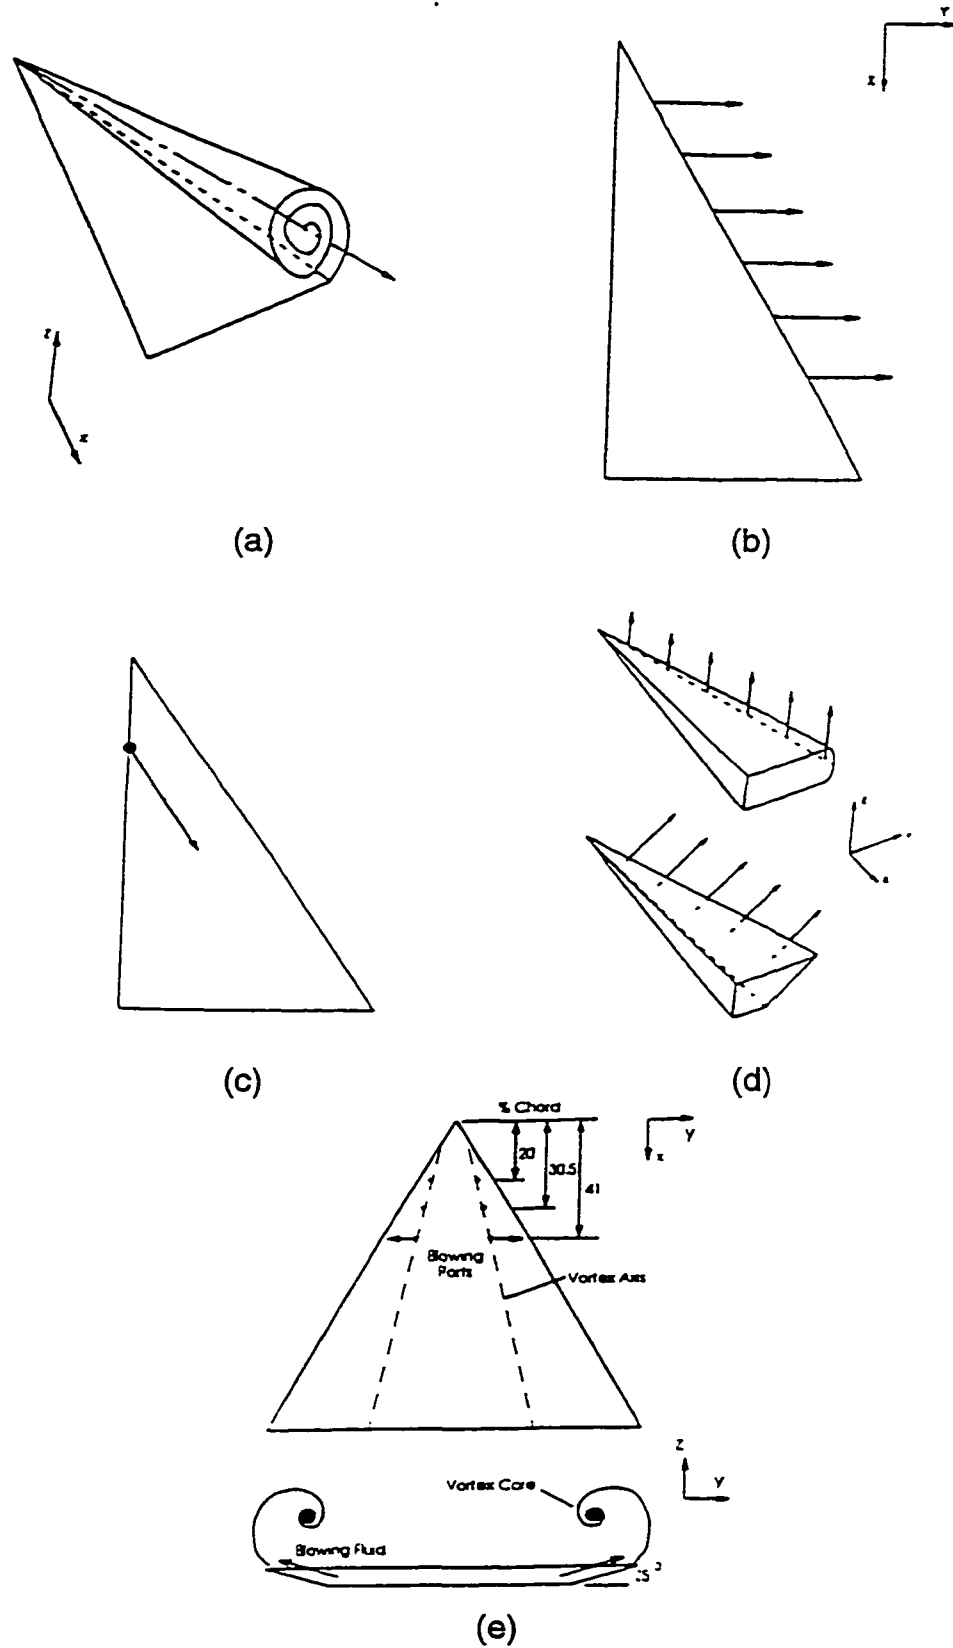 Y
X
Z
x
(a)
(b)
(c)
z
x
(d)
% Chord
20
30.5
41
y
x
Blowing
Ports
Vortex Axis
Z
y
Vortex Core
Blowing Fluid
(e)